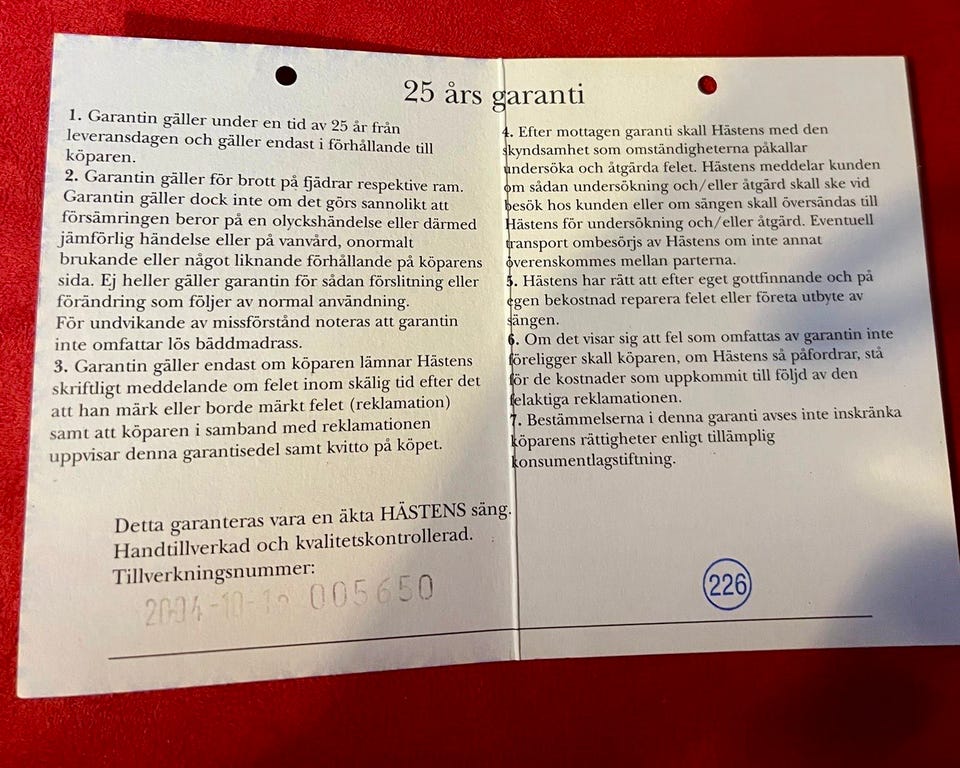 25 års garanti
1. Garantin gäller under en tid av 25 år från
leveransdagen och gäller endast i förhållande till
köparen.
2. Garantin gäller för brott på fjädrar respektive ram.
Garantin gäller dock inte om det görs sannolikt att
försämringen beror på en olyckshändelse eller därmed
jämförlig händelse eller på vanvård, onormalt
brukande eller något liknande förhållande på köparens
sida. Ej heller gäller garantin för sådan förslitning eller
förändring som följer av normal användning.
För undvikande av missförstånd noteras att garantin
inte omfattar lös bäddmadrass.
3. Garantin gäller endast om köparen lämnar Hästens
skriftligt meddelande om felet inom skälig tid efter det
att han märk eller borde märkt felet (reklamation)
samt att köparen i samband med reklamationen
uppvisar denna garantisedel samt kvitto på köpet.
Detta garanteras vara en äkta HÄSTENS säng.
Handtillverkad och kvalitetskontrollerad.
Tillverkningsnummer:
005650
4. Efter mottagen garanti skall Hästens med den
skyndsamhet som omständigheterna påkallar
undersöka och åtgärda felet. Hästens meddelar kunden
om sådan undersökning och/eller åtgärd skall ske vid
besök hos kunden eller om sängen skall översändas till
Hästens för undersökning och/eller åtgärd. Eventuell
transport ombesörjs av Hästens om inte annat
överenskommes mellan parterna.
5. Hästens har rätt att efter eget gottfinnande och på
egen bekostnad reparera felet eller företa utbyte av
sängen.
6. Om det visar sig att fel som omfattas av garantin inte
föreligger skall köparen, om Hästens så påfordrar, stå
för de kostnader som uppkommit till följd av den
felaktiga reklamationen.
7. Bestämmelserna i denna garanti avses inte inskränka
köparens rättigheter enligt tillämplig
konsumentlagstiftning.
226